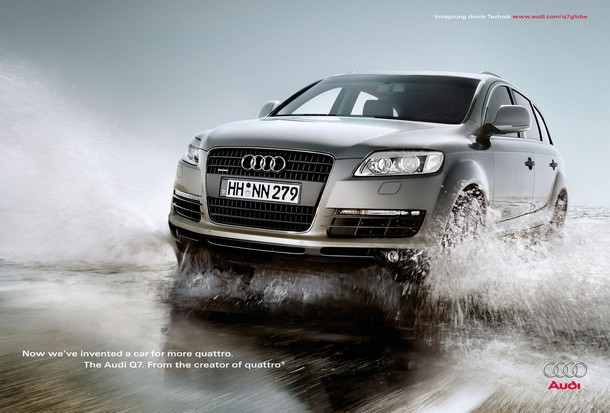 Vorsprung durch Technik www.audi.com/q7globe
HH NN 279
Now we've invented a car for more quattro.
The Audi Q7. From the creator of quattro®
Audi